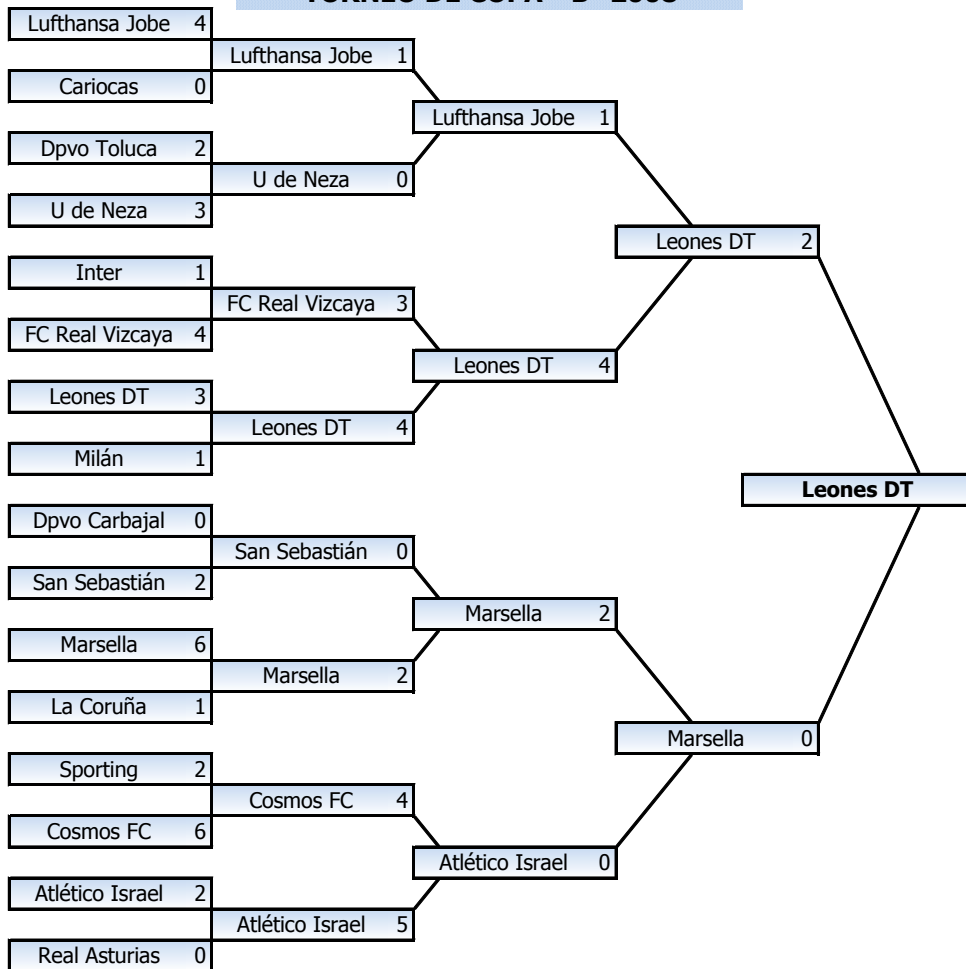 TORNEO DE COPA
Lufthansa Jobe 4
Cariocas 0
Dpvo Toluca 2
U de Neza 3
Inter 1
FC Real Vizcaya 4
Leones DT 3
Milán 1
Dpvo Carbajal 0
San Sebastián 2
Marsella 6
La Coruña 1
Sporting 2
Cosmos FC 6
Atlético Israel 2
Real Asturias 0
Lufthansa Jobe 1
U de Neza 0
FC Real Vizcaya 3
Leones DT 4
San Sebastián 0
Marsella 2
Cosmos FC 4
Atlético Israel 5
Lufthansa Jobe 1
Leones DT 4
Marsella 2
Atlético Israel 0
Leones DT 2
Marsella 0
Leones DT